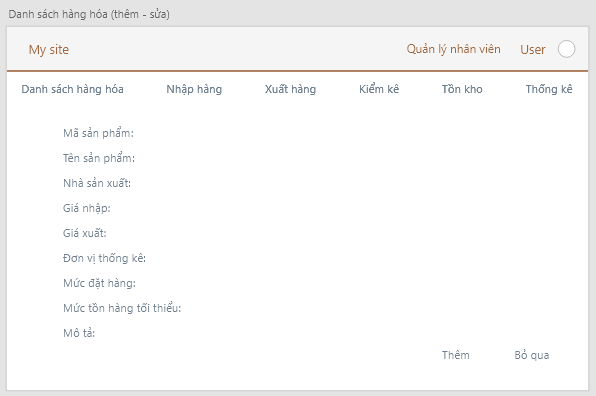 Danh sách hàng hóa (thêm - sửa)
My site Quản lý nhân viên User
Danh sách hàng hóa Nhập hàng Xuất hàng Kiểm kê Tồn kho Thống kê
Mã sản phẩm:
Tên sản phẩm:
Nhà sản xuất:
Giá nhập:
Giá xuất:
Đơn vị thống kê:
Mức đặt hàng:
Mức tồn hàng tối thiểu:
Mô tả:
Thêm Bỏ qua